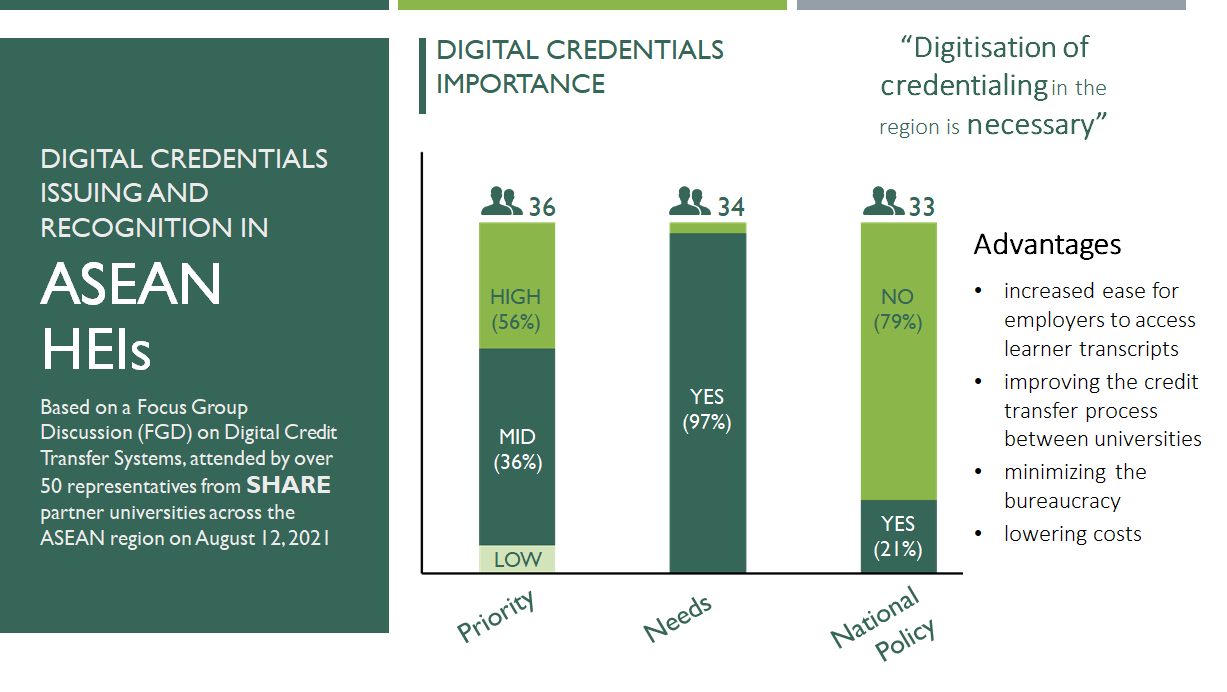 DIGITAL CREDENTIALS
ISSUING AND
RECOGNITION IN
ASEAN
HEIs
Based on a Focus Group
Discussion (FGD) on Digital Credit
Transfer Systems, attended by over
50 representatives from SHARE
partner universities across the
ASEAN region on August 12, 2021
DIGITAL CREDENTIALS
IMPORTANCE
“Digitisation of
credentialing in the
region is necessary”
36
34
33
HIGH
(56%)
MID
(36%)
LOW
YES
(97%)
NO
(79%)
YES
(21%)
Priority
Needs
National
Policy
Advantages
• increased ease for
employers to access
learner transcripts
• improving the credit
transfer process
between universities
• minimizing the
bureaucracy
• lowering costs